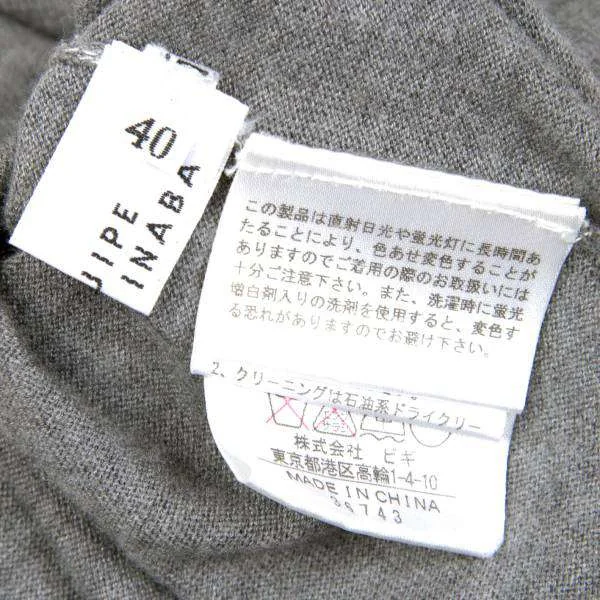 40
UIPE
INABA
この製品は直射日光や蛍光灯に長時間あ
たることにより、色あせ変色することが
ありますのでご着用の際のお取扱いには
十分ご注意下さい。また、洗濯時に蛍光
増白剤入りの洗剤を使用すると、変色す
る恐れがありますのでお避け下さい。
2、クリーニングは石油系ドライクリー
株式会社 ビギ
東京都港区高輪1-4-10
MADE IN CHINA
36743